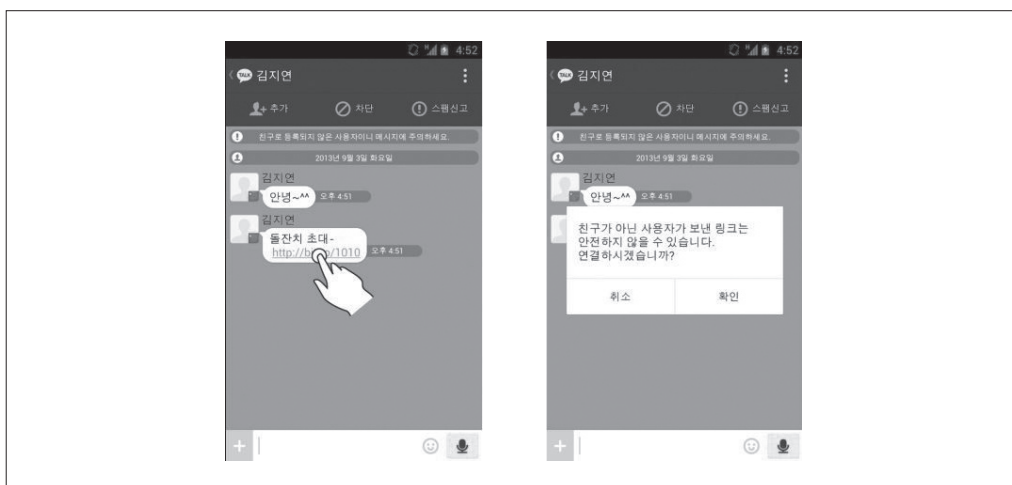 4:52
TALK 김지연
추가 차단 스팸신고
친구로 등록되지 않은 사용자이니 메시지에 주의하세요.
2013년 9월 3일 화요일
김지연
안녕~^^ 오후 4:51
김지연
돌잔치 초대-
http://b /1010 오후 4:51
4:52
TALK 김지연
추가 차단 스팸신고
친구로 등록되지 않은 사용자이니 메시지에 주의하세요.
2013년 9월 3일 화요일
김지연
안녕~^^ 오후 4:51
친구가 아닌 사용자가 보낸 링크는
안전하지 않을 수 있습니다.
연결하시겠습니까?
취소 확인